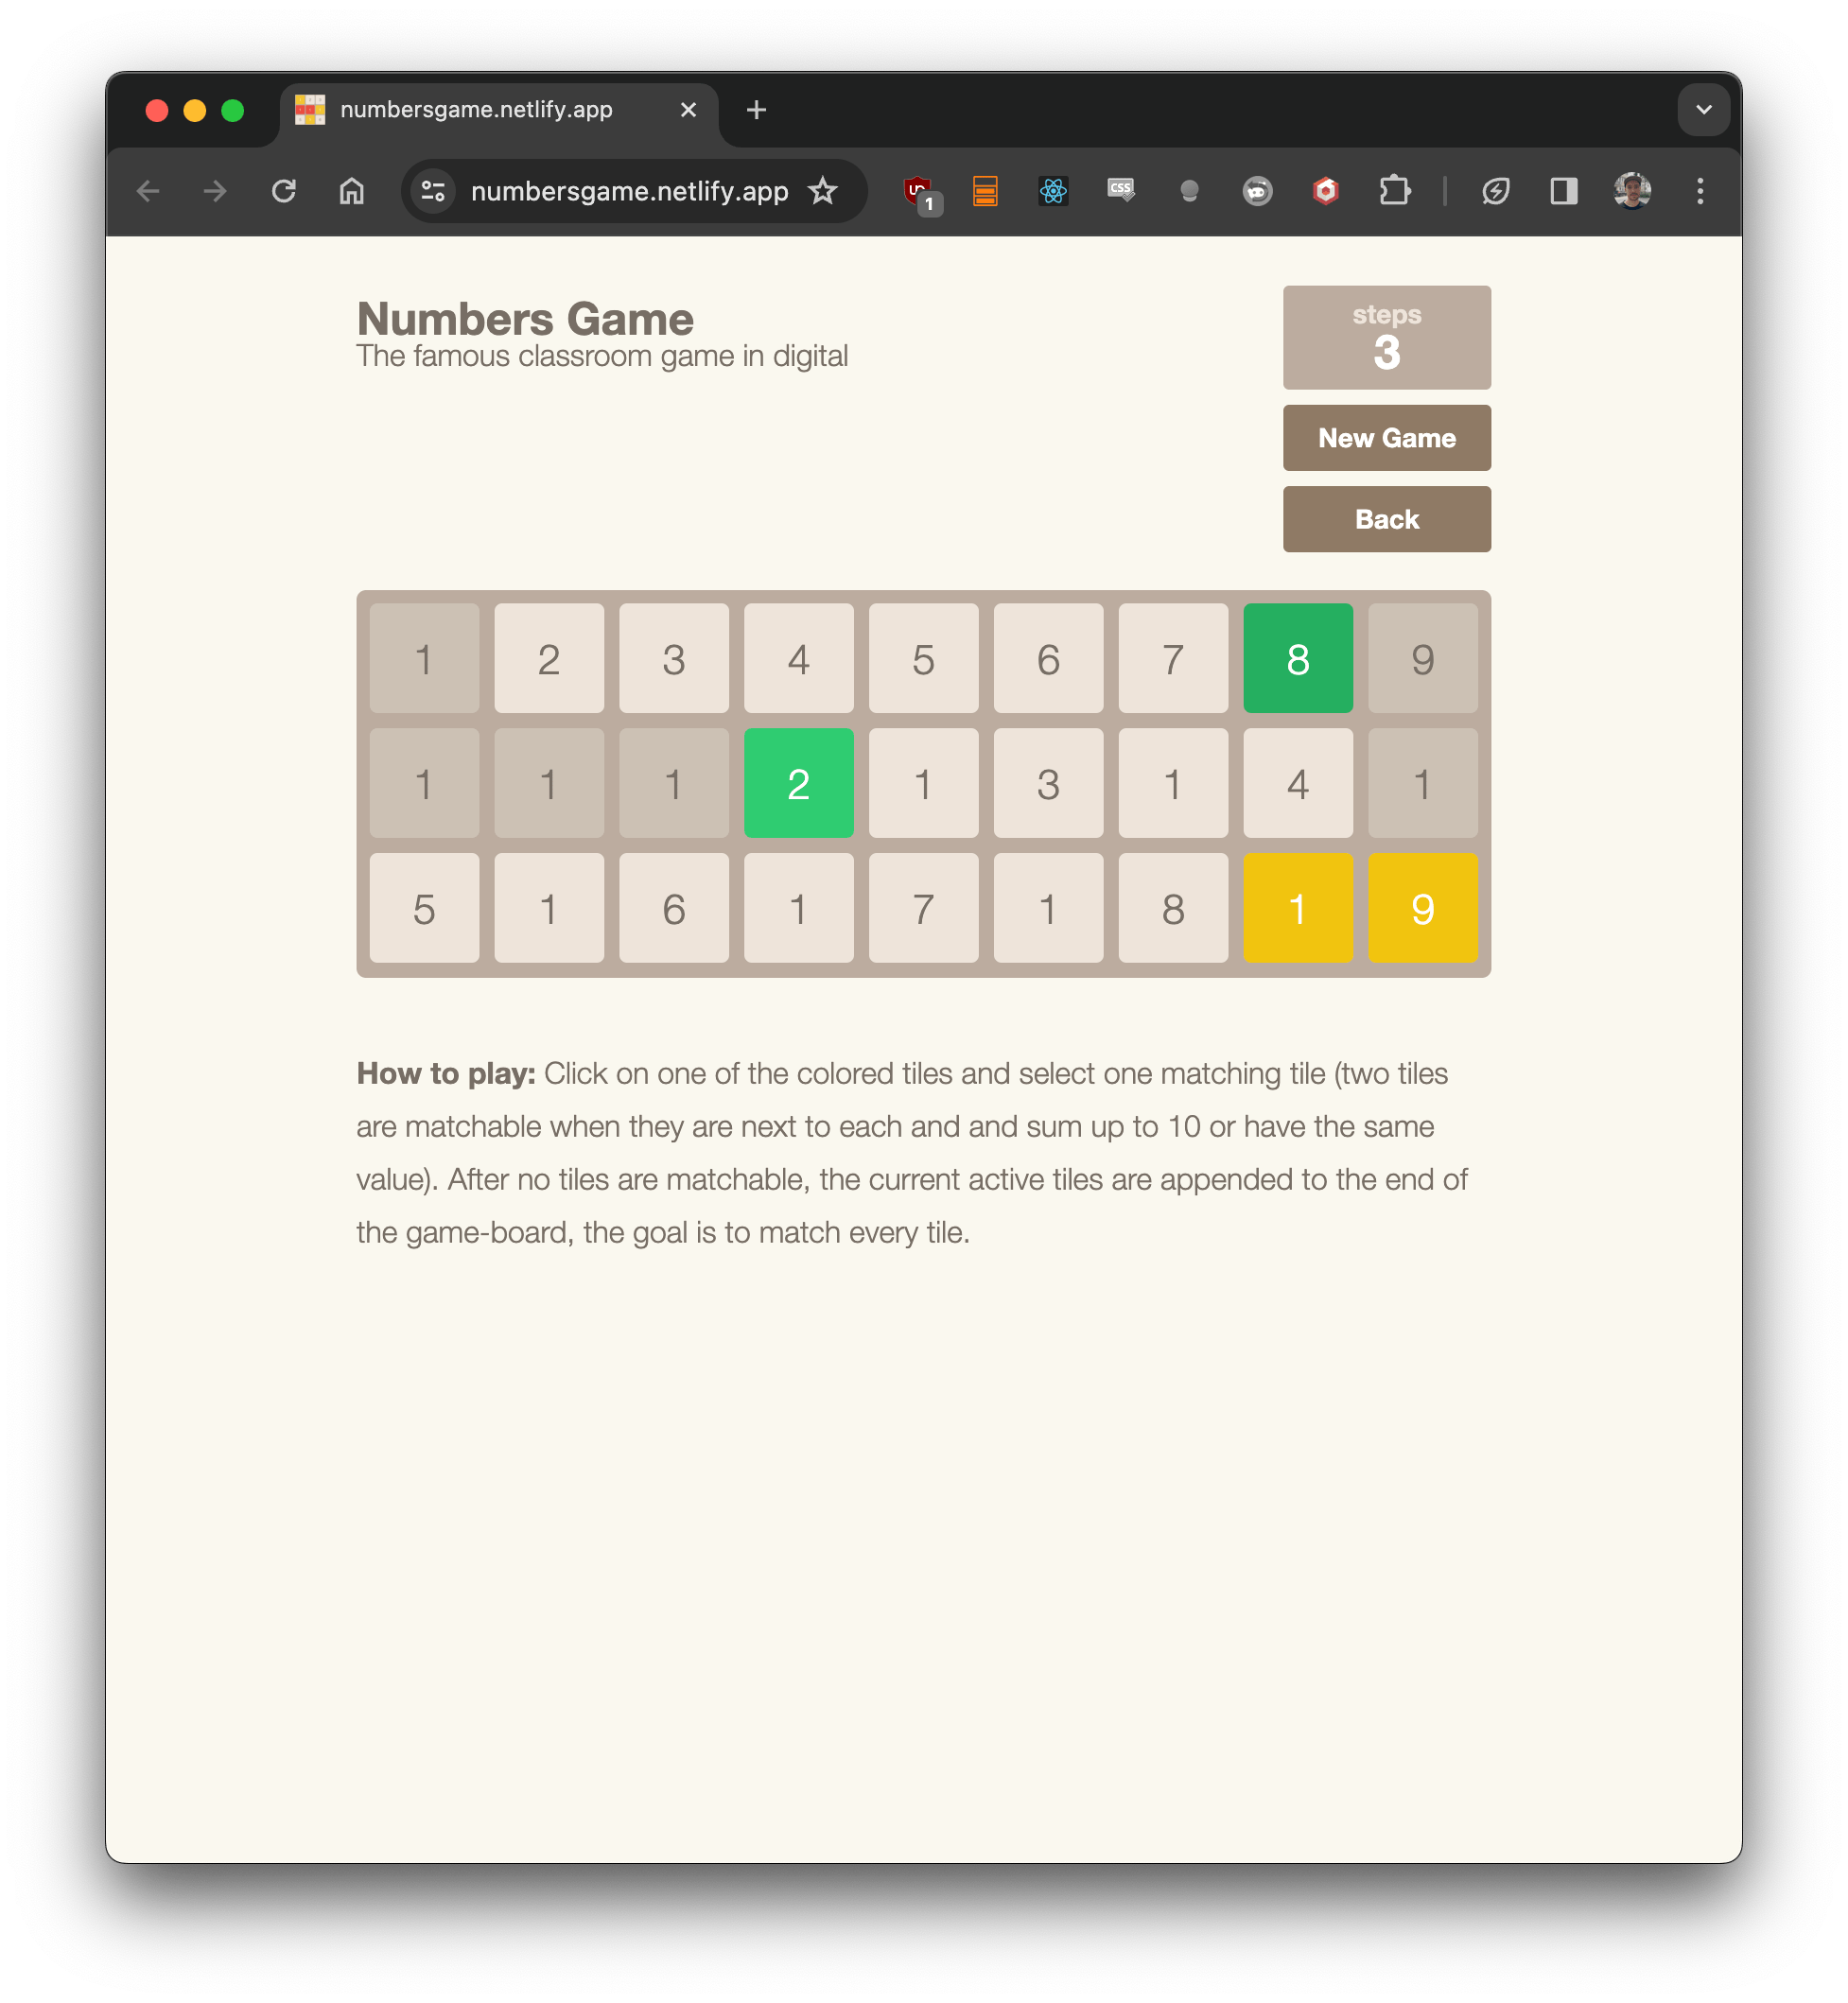 numbersgame.netlify.app
numbersgame.netlify.app
1
CSS
Numbers Game
The famous classroom game in digital
steps
3
New Game
Back
1 2 3 4 5 6 7 8 9
1 1 1 2 1 3 1 4 1
5 1 6 1 7 1 8 1 9
How to play: Click on one of the colored tiles and select one matching tile (two tiles
are matchable when they are next to each and and sum up to 10 or have the same
value). After no tiles are matchable, the current active tiles are appended to the end of
the game-board, the goal is to match every tile.